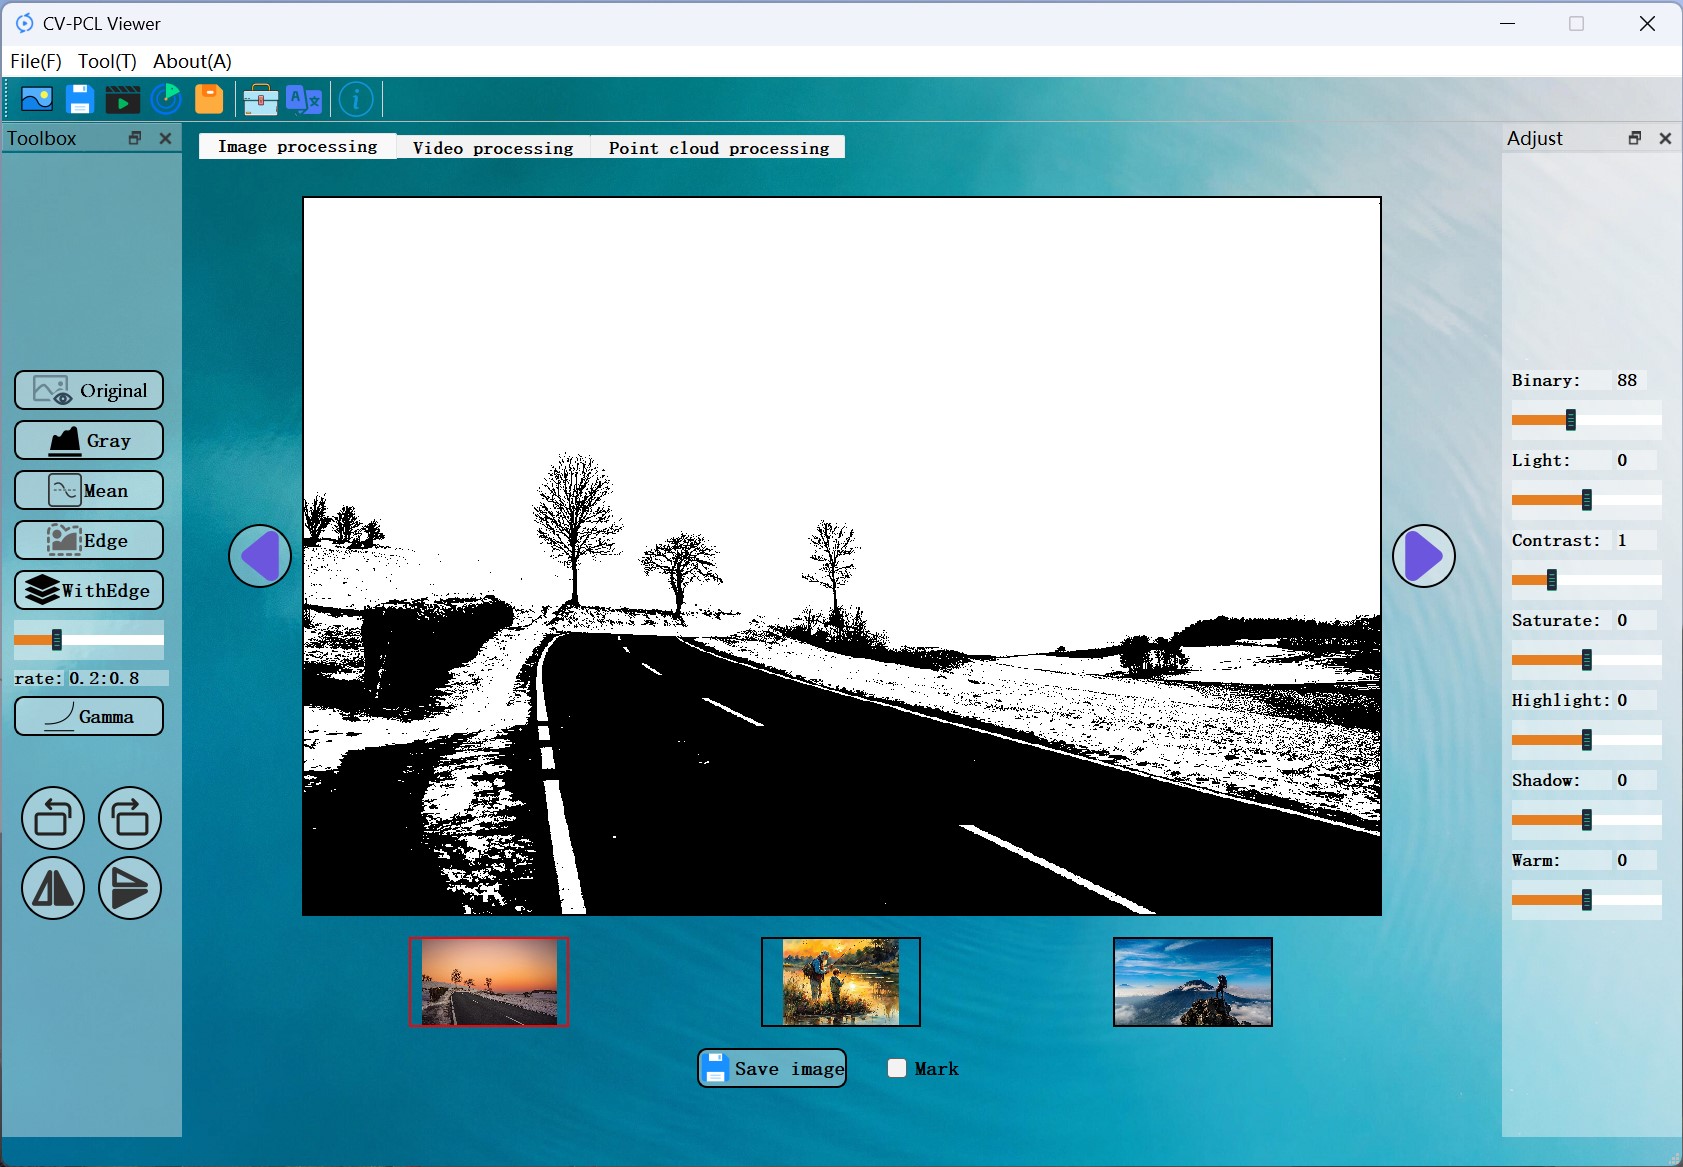 CV-PCL Viewer
File(F) Tool(T) About(A)
Toolbox
Image processing Video processing Point cloud processing
Adjust
Original
Gray
Mean
Edge
WithEdge
rate: 0.2:0.8
Gamma
Binary: 88
Light: 0
Contrast: 1
Saturate: 0
Highlight: 0
Shadow: 0
Warm: 0
Save image
Mark